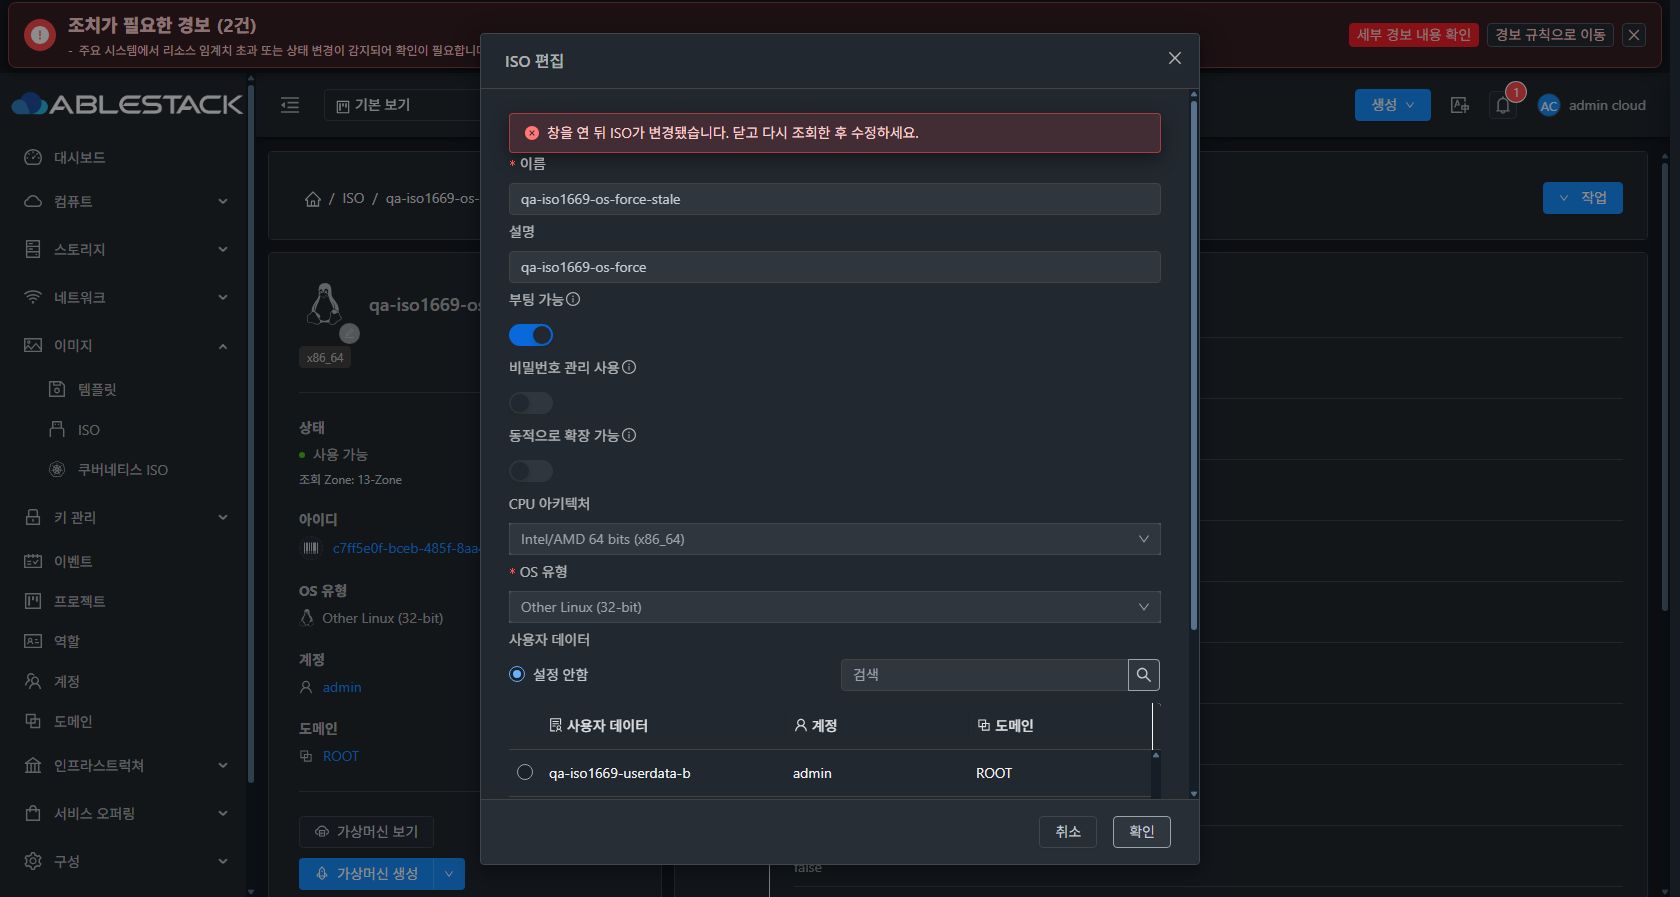 조치가 필요한 경보 (2건)
- 주요 시스템에서 리소스 임계치 초과 또는 상태 변경이 감지되어 확인이 필요합니다
세부 경보 내용 확인
경보 규칙으로 이동
ABLESTACK
기본 보기
생성
1
AC
admin cloud
대시보드
컴퓨트
스토리지
네트워크
이미지
템플릿
ISO
쿠버네티스 ISO
키 관리
이벤트
프로젝트
역할
계정
도메인
인프라스트럭쳐
서비스 오퍼링
구성
/ ISO / qa-iso1669-os-
작업
qa-iso1669-os
x86_64
상태
사용 가능
조회 Zone: 13-Zone
아이디
c7ff5e0f-bceb-485f-8aa4
OS 유형
Other Linux (32-bit)
계정
admin
도메인
ROOT
가상머신 보기
가상머신 생성
false
ISO 편집
창을 연 뒤 ISO가 변경됐습니다. 닫고 다시 조회한 후 수정하세요.
* 이름
qa-iso1669-os-force-stale
설명
qa-iso1669-os-force
부팅 가능
비밀번호 관리 사용
동적으로 확장 가능
CPU 아키텍처
Intel/AMD 64 bits (x86_64)
* OS 유형
Other Linux (32-bit)
사용자 데이터
설정 안함
검색
사용자 데이터 계정 도메인
qa-iso1669-userdata-b admin ROOT
취소
확인